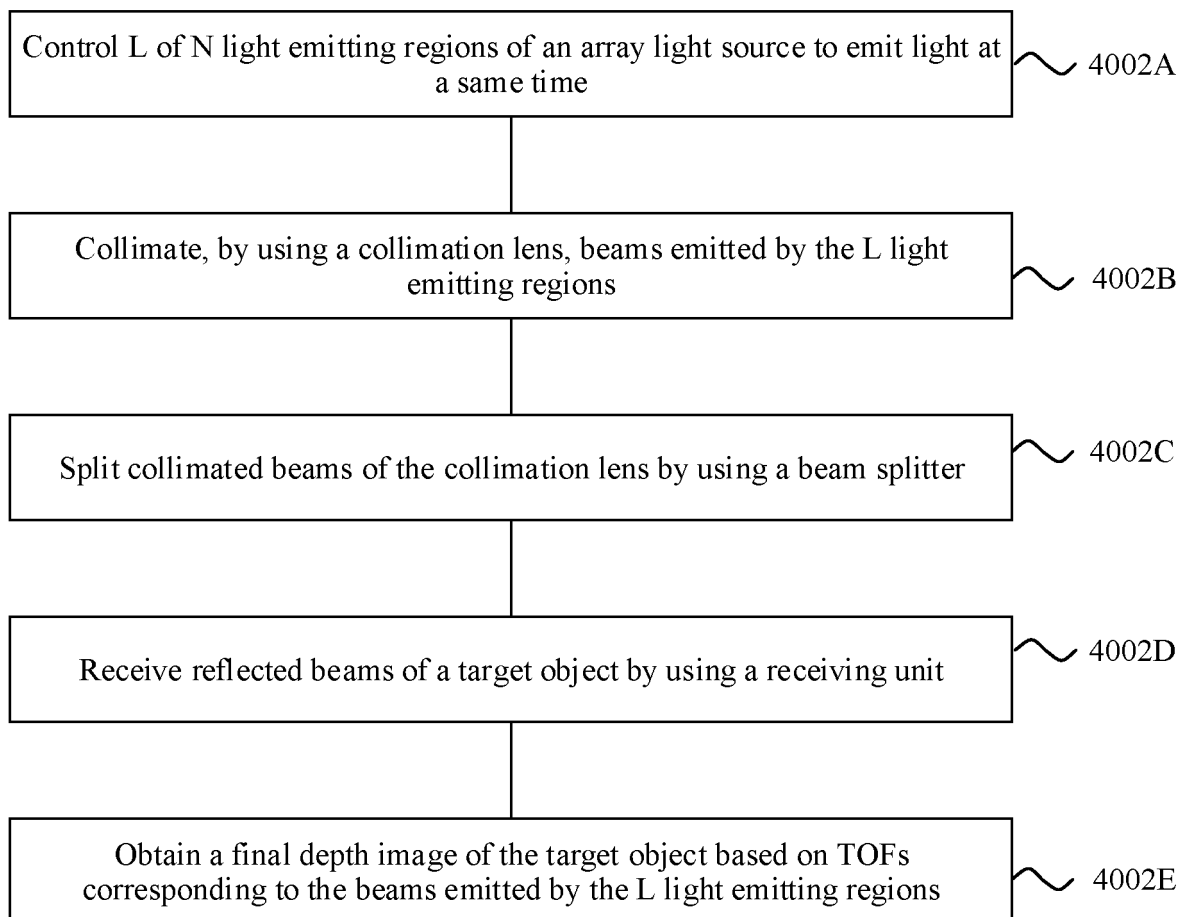 Control L of N light emitting regions of an array light source to emit light at
a same time
4002A
Collimate, by using a collimation lens, beams emitted by the L light
emitting regions
4002B
Split collimated beams of the collimation lens by using a beam splitter
4002C
Receive reflected beams of a target object by using a receiving unit
4002D
Obtain a final depth image of the target object based on TOFs
corresponding to the beams emitted by the L light emitting regions
4002E